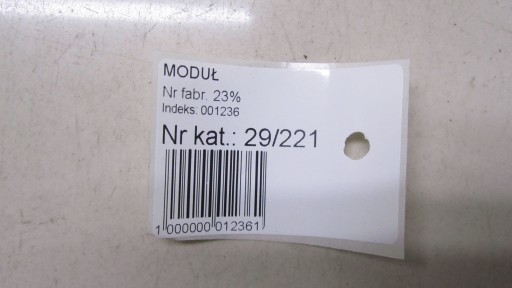 MODUŁ
Nr fabr. 23%
Indeks: 001236
Nr kat.: 29/221
1 000000 012361